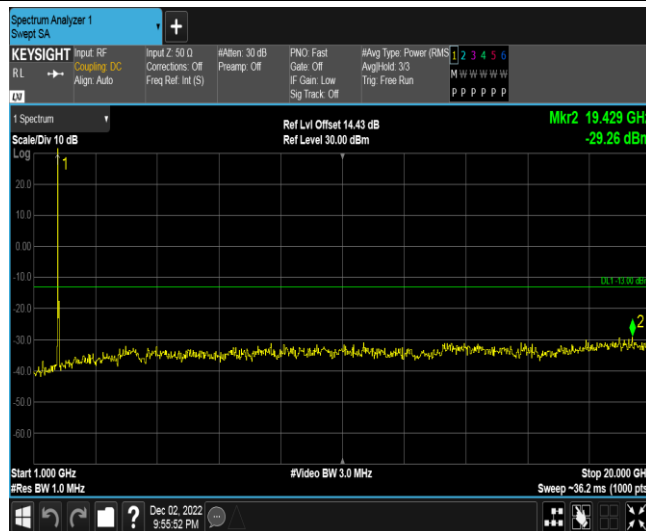 Spectrum Analyzer 1
Swept SA
KEYSIGHT
RL
LXI
Input: RF
Coupling: DC
Align: Auto
Input Z: 50 Ω
Corrections: Off
Freq Ref: Int (S)
#Atten: 30 dB
Preamp: Off
PNO: Fast
Gate: Off
IF Gain: Low
Sig Track: Off
#Avg Type: Power (RMS
Avg|Hold: 3/3
Trig: Free Run
1 2 3 4 5 6
M W W W W W
P P P P P P
1 Spectrum
Scale/Div 10 dB
Ref Lvl Offset 14.43 dB
Ref Level 30.00 dBm
Mkr2 19.429 GHz
-29.26 dBm
Log
1
20.0
10.0
0.00
-10.0
DL1 -13.00 dBm
-20.0
2
-30.0
-40.0
-50.0
-60.0
Start 1.000 GHz
#Res BW 1.0 MHz
#Video BW 3.0 MHz
Stop 20.000 GHz
Sweep ~36.2 ms (1000 pts
?
Dec 02, 2022
9:55:52 PM